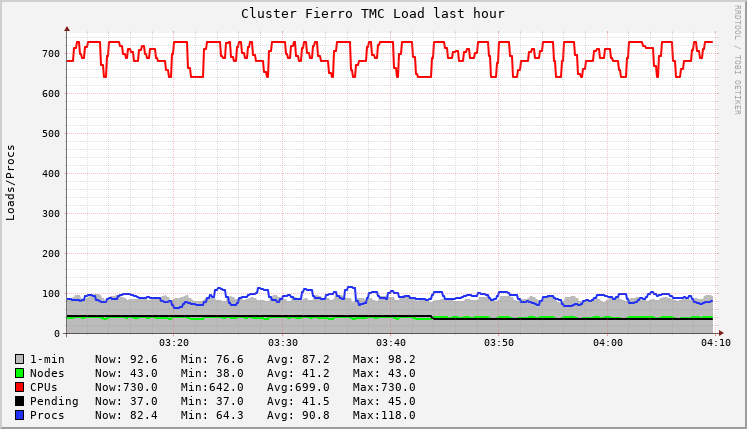 Cluster Fierro TMC Load last hour
RRDTOOL / TOBI OETIKER
Loads/Procs
700
600
500
400
300
200
100
0
03:20 03:30 03:40 03:50 04:00 04:10
1-min Now: 92.6 Min: 76.6 Avg: 87.2 Max: 98.2
Nodes Now: 43.0 Min: 38.0 Avg: 41.2 Max: 43.0
CPUs Now:730.0 Min:642.0 Avg:699.0 Max:730.0
Pending Now: 37.0 Min: 37.0 Avg: 41.5 Max: 45.0
Procs Now: 82.4 Min: 64.3 Avg: 90.8 Max:118.0